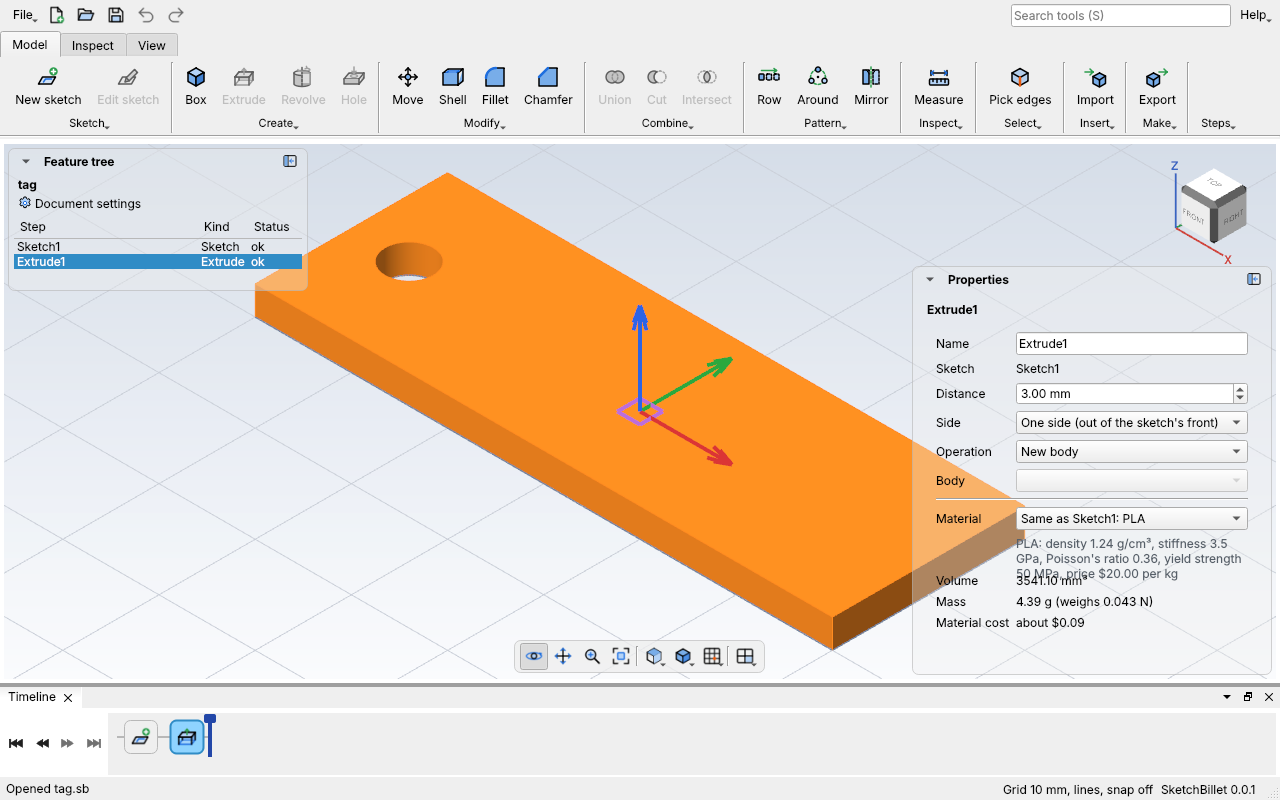 File
Search tools (S)
Help
Model
Inspect
View
New sketch
Edit sketch
Box
Extrude
Revolve
Hole
Move
Shell
Fillet
Chamfer
Union
Cut
Intersect
Row
Around
Mirror
Measure
Pick edges
Import
Export
Sketch
Create
Modify
Combine
Pattern
Inspect
Select
Insert
Make
Steps
Feature tree
tag
Document settings
Step Kind Status
Sketch1 Sketch ok
Extrude1 Extrude ok
Z
TOP
FRONT
RIGHT
X
Properties
Extrude1
Name Extrude1
Sketch Sketch1
Distance 3.00 mm
Side One side (out of the sketch's front)
Operation New body
Body
Material Same as Sketch1: PLA
PLA: density 1.24 g/cm³, stiffness 3.5
GPa, Poisson's ratio 0.36, yield strength
50 MPa, price $20.00 per kg
Volume 3541.10 mm³
Mass 4.39 g (weighs 0.043 N)
Material cost about $0.09
Timeline
Opened tag.sb
Grid 10 mm, lines, snap off SketchBillet 0.0.1